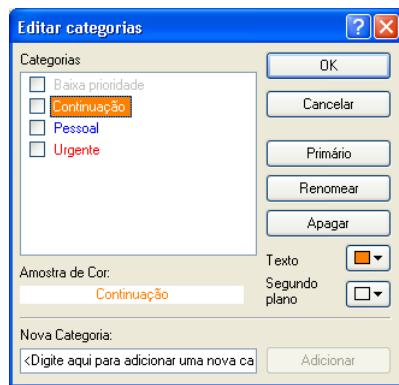 Editar categorias
Categorias
OK
Baixa prioridade
Continuação
Cancelar
Pessoal
Urgente
Primário
Renomear
Apagar
Texto
Amostra de Cor:
Segundo
plano
Continuação
Nova Categoria:
<Digite aqui para adicionar uma nova ca
Adicionar